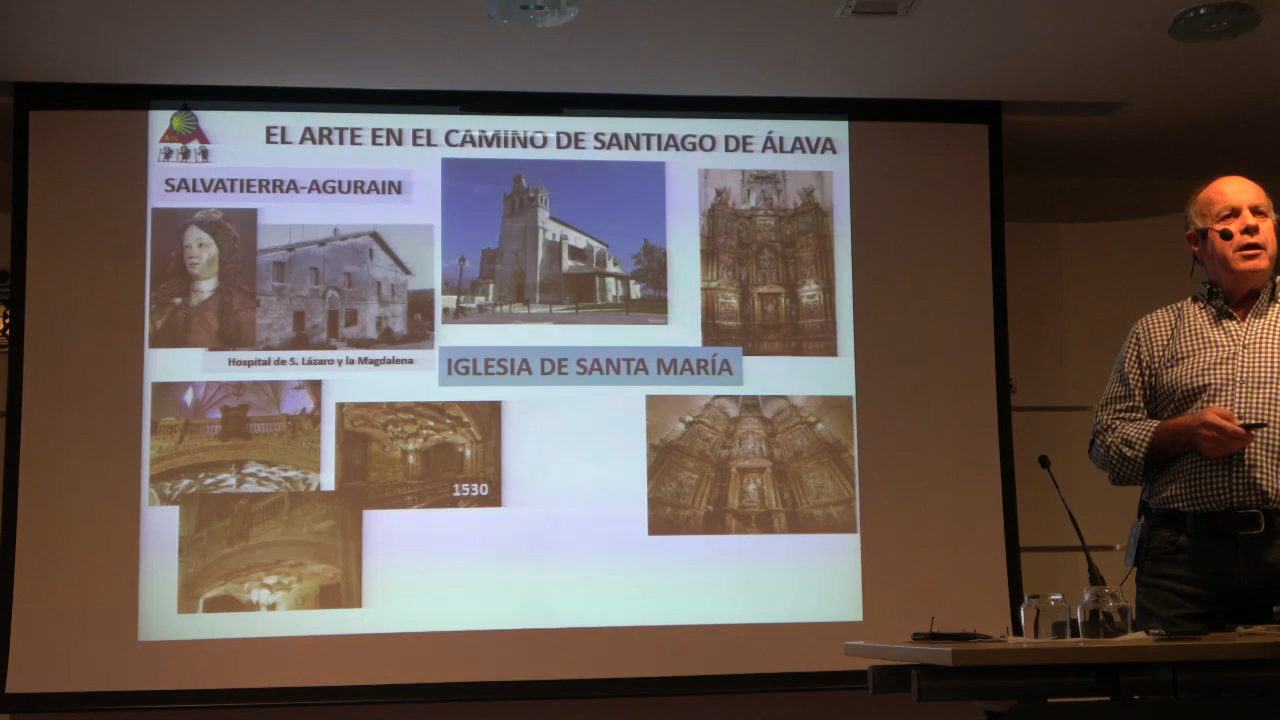 EL ARTE EN EL CAMINO DE SANTIAGO DE ÁLAVA
SALVATIERRA-AGURAIN
Hospital de S. Lázaro y la Magdalena
IGLESIA DE SANTA MARÍA
1530